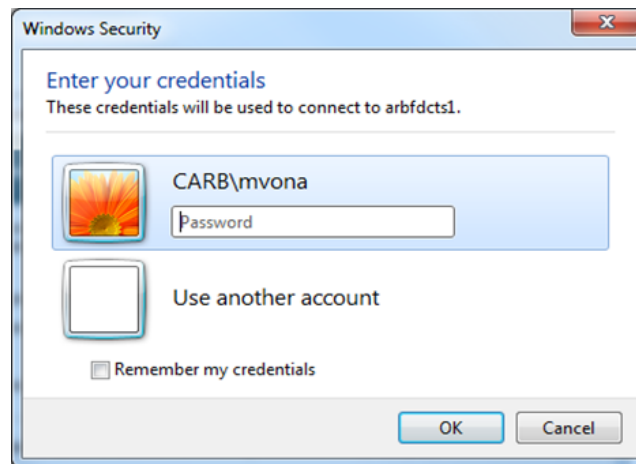 Windows Security
Enter your credentials
These credentials will be used to connect to arbfdcts1.
CARB\mvona
Password
Use another account
Remember my credentials
OK
Cancel